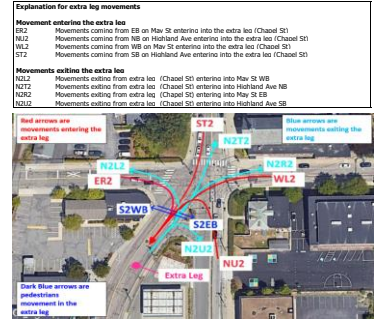 Explanation for extra leg movements
Movement entering the extra leg
ER2 Movements coming from EB on May St entering into the extra leg (Chapel St)
NU2 Movements coming from NB on Highland Ave entering into the extra leg (Chapel St)
WL2 Movements coming from WB on May St entering into the extra leg (Chapel St)
ST2 Movements coming from SB on Highland Ave entering into the extra leg (Chapel St)
Movements exiting the extra leg
N2L2 Movements exiting from extra leg (Chapel St) entering into May St WB
N2T2 Movements exiting from extra leg (Chapel St) entering into Highland Ave NB
N2R2 Movements exiting from extra leg (Chapel St) entering into May St EB
N2U2 Movements exiting from extra leg (Chapel St) entering into Highland Ave SB
Red arrows are
movements entering the
extra leg
ST2
Blue arrows are
movements exiting the
extra leg
N2T2
N2L2
N2R2
ER2
WL2
S2WB
S2EB
N2U2
NU2
Extra Leg
Dark Blue arrows are
pedestrians
movement in the
extra leg